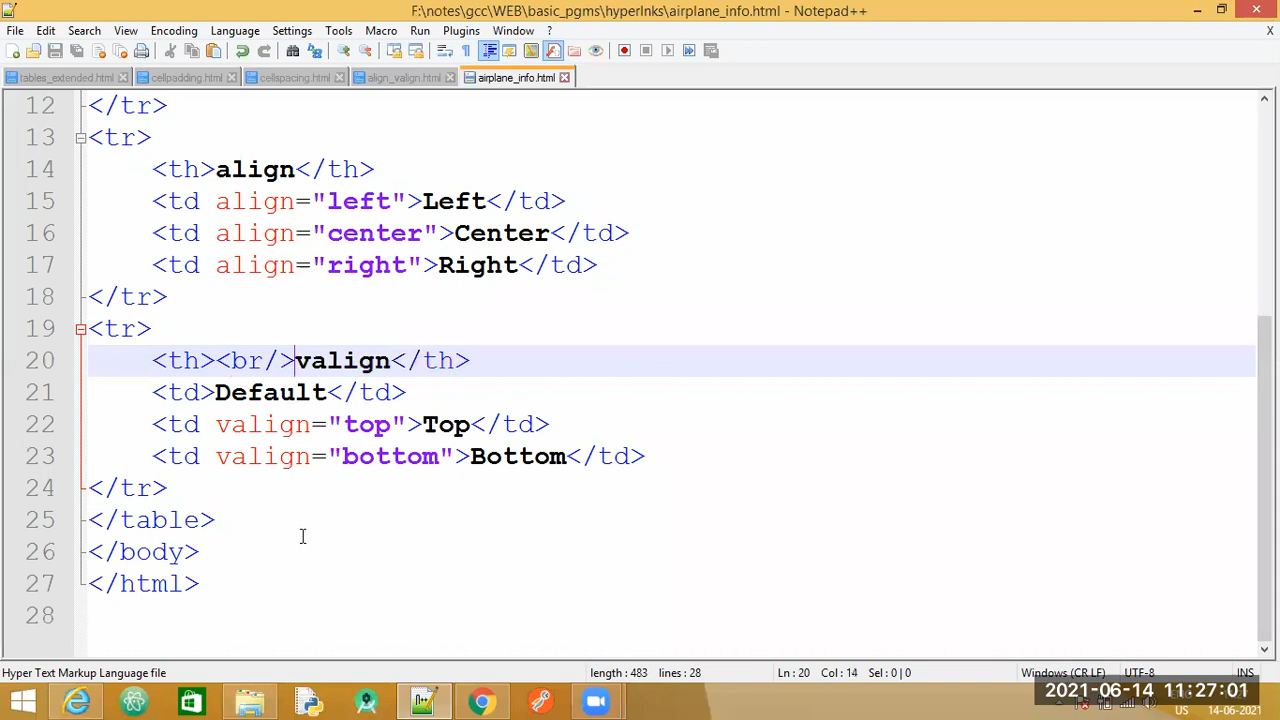 F:\notes\gcc\WEB\basic_pgms\hyperlnks\airplane_info.html - Notepad++
File Edit Search View Encoding Language Settings Tools Macro Run Plugins Window ? X
tables_extended.html cellpadding.html cellspacing.html align_valign.html airplane_info.html
12 </tr>
13 <tr>
14 <th>align</th>
15 <td align="left">Left</td>
16 <td align="center">Center</td>
17 <td align="right">Right</td>
18 </tr>
19 <tr>
20 <th><br/>valign</th>
21 <td>Default</td>
22 <td valign="top">Top</td>
23 <td valign="bottom">Bottom</td>
24 </tr>
25 </table>
26 </body>
27 </html>
28
Hyper Text Markup Language file length : 483 lines : 28 Ln : 20 Col : 14 Sel : 0 | 0 Windows (CR LF) UTF-8 INS
2021-06-14 11:27:01
US 14-06-2021